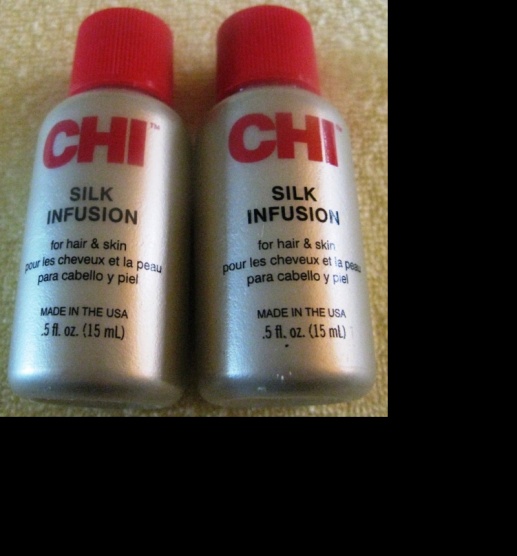 CHI™
SILK
INFUSION
for hair & skin
pour les cheveux et la peau
para cabello y piel
MADE IN THE USA
.5 fl. oz. (15 mL)
CHI™
SILK
INFUSION
for hair & skin
pour les cheveux et la peau
para cabello y piel
MADE IN THE USA
.5 fl. oz. (15 mL)